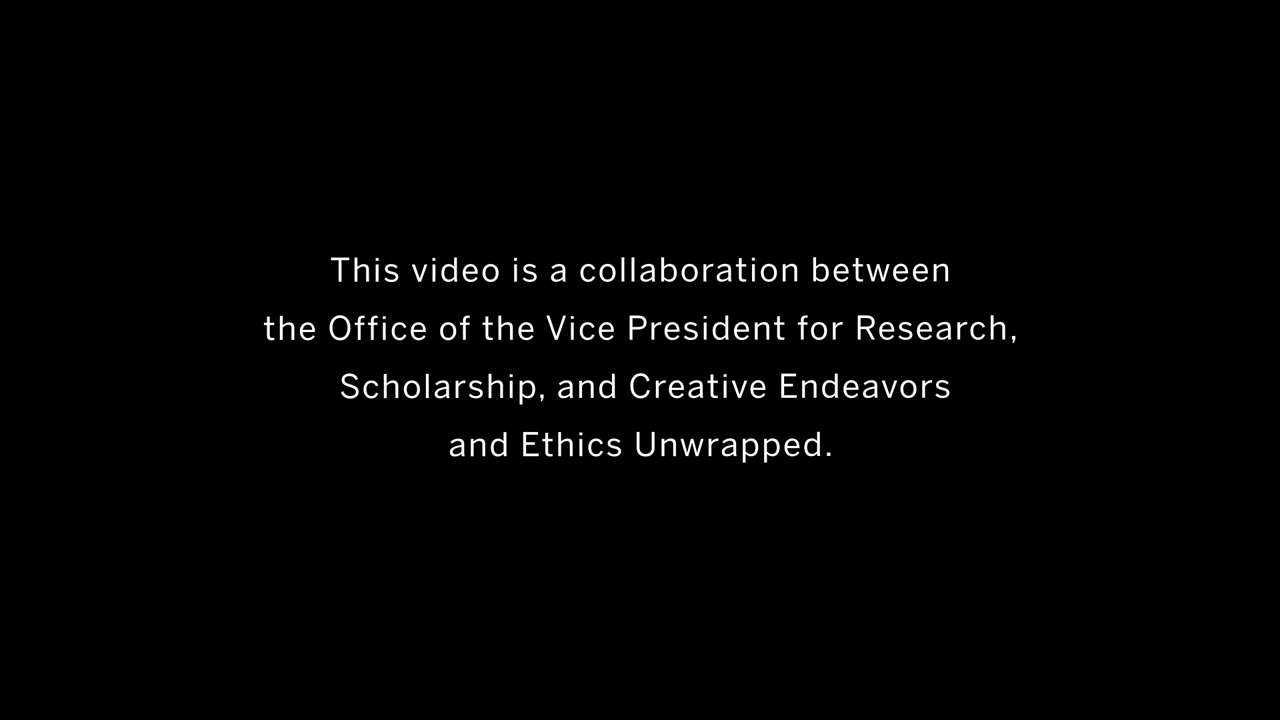 This video is a collaboration between
the Office of the Vice President for Research,
Scholarship, and Creative Endeavors
and Ethics Unwrapped.